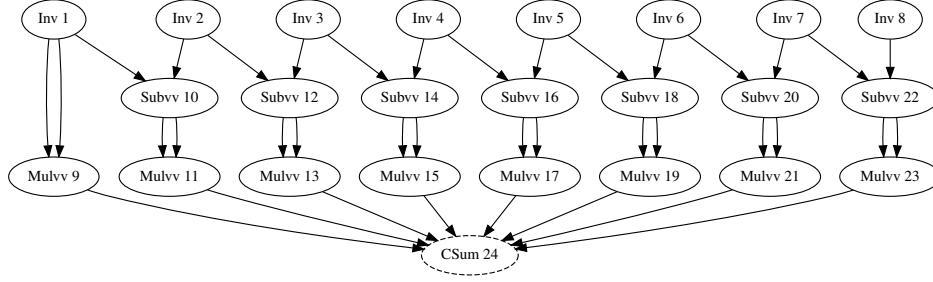 Inv 1 Inv 2 Inv 3 Inv 4 Inv 5 Inv 6 Inv 7 Inv 8
Subvv 10 Subvv 12 Subvv 14 Subvv 16 Subvv 18 Subvv 20 Subvv 22
Mulvv 9 Mulvv 11 Mulvv 13 Mulvv 15 Mulvv 17 Mulvv 19 Mulvv 21 Mulvv 23
CSum 24